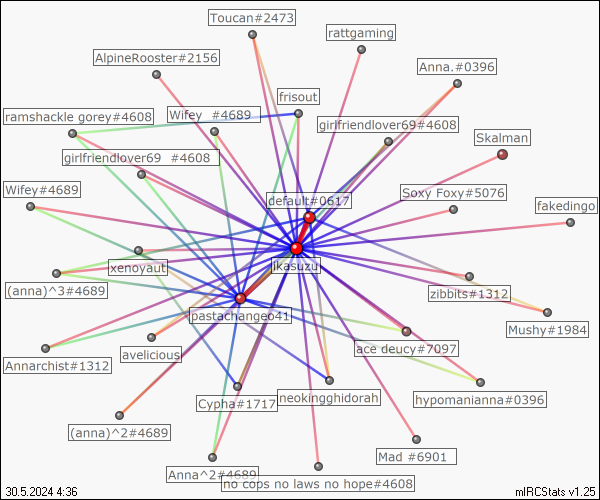 Toucan#2473
rattgaming
AlpineRooster#2156
Anna.#0396
frisout
ramshackle gorey#4608
Wifey  #4689
girlfriendlover69#4608
Skalman
girlfriendlover69  #4608
Wifey#4689
default#0617
Soxy Foxy#5076
fakedingo
xenoyaut
jikasuzu
(anna)^3#4689
zibbits#1312
pastachangeo41
Mushy#1984
avelicious
ace deucy#7097
Annarchist#1312
Cypha#1717
neokingghidorah
hypomanianna#0396
(anna)^2#4689
Mad #6901
Anna^2#4689
no cops no laws no hope#4608
30.5.2024 4:36
mIRCStats v1.25